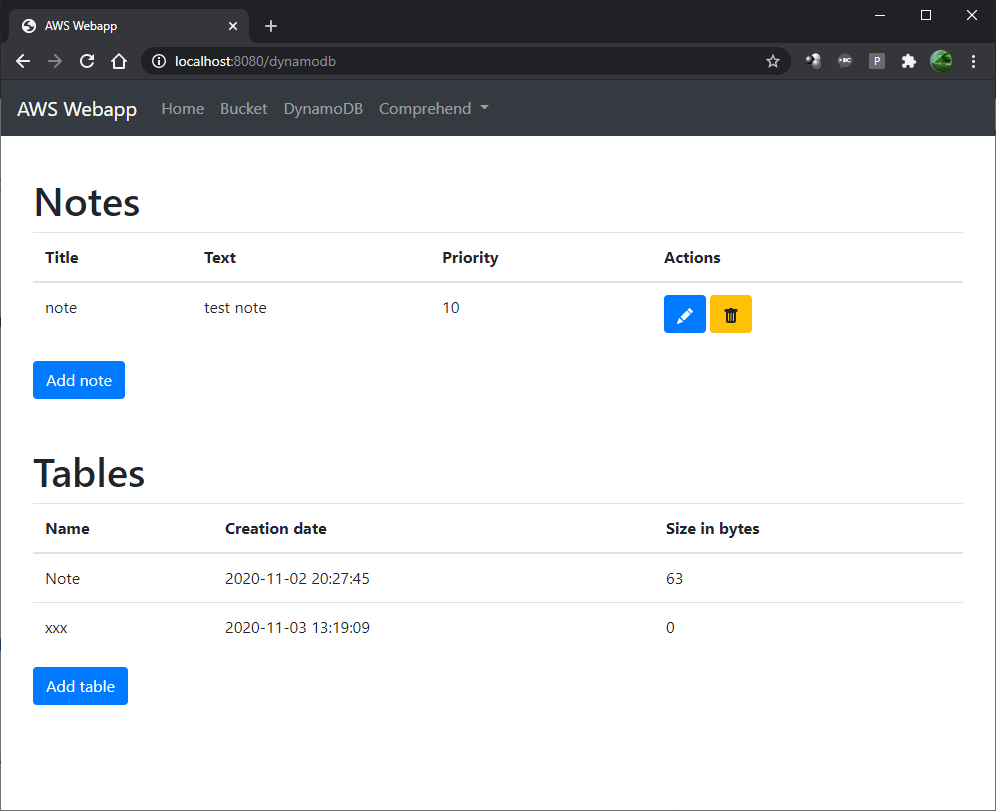 AWS Webapp
localhost:8080/dynamodb
P
AWS Webapp Home Bucket DynamoDB Comprehend
Notes
Title Text Priority Actions
note test note 10
Add note
Tables
Name Creation date Size in bytes
Note 2020-11-02 20:27:45 63
xxx 2020-11-03 13:19:09 0
Add table